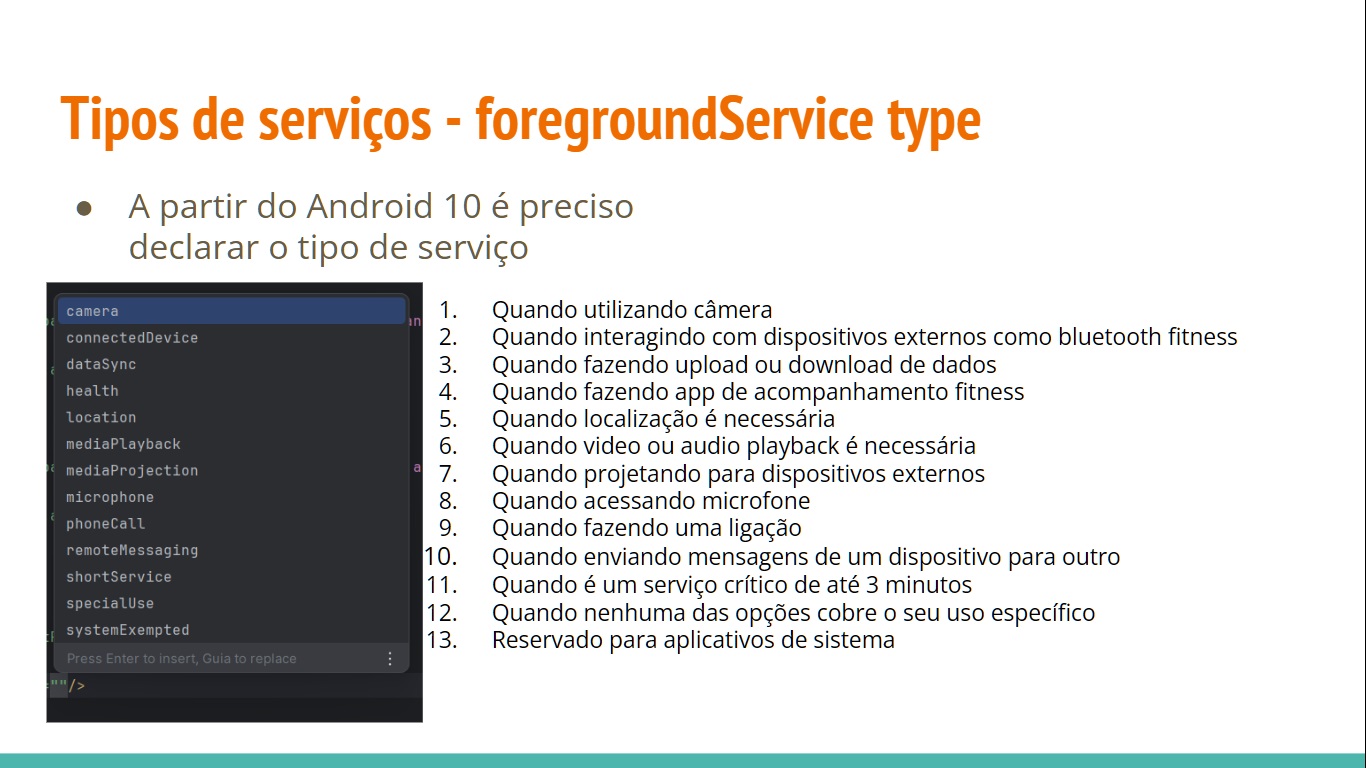 Tipos de serviços - foregroundService type
● A partir do Android 10 é preciso
declarar o tipo de serviço
camera
connectedDevice
dataSync
health
location
mediaPlayback
mediaProjection
microphone
phoneCall
remoteMessaging
shortService
specialUse
systemExempted
Press Enter to insert, Guia to replace
""/>
1. Quando utilizando câmera
2. Quando interagindo com dispositivos externos como bluetooth fitness
3. Quando fazendo upload ou download de dados
4. Quando fazendo app de acompanhamento fitness
5. Quando localização é necessária
6. Quando video ou audio playback é necessária
7. Quando projetando para dispositivos externos
8. Quando acessando microfone
9. Quando fazendo uma ligação
10. Quando enviando mensagens de um dispositivo para outro
11. Quando é um serviço crítico de até 3 minutos
12. Quando nenhuma das opções cobre o seu uso específico
13. Reservado para aplicativos de sistema